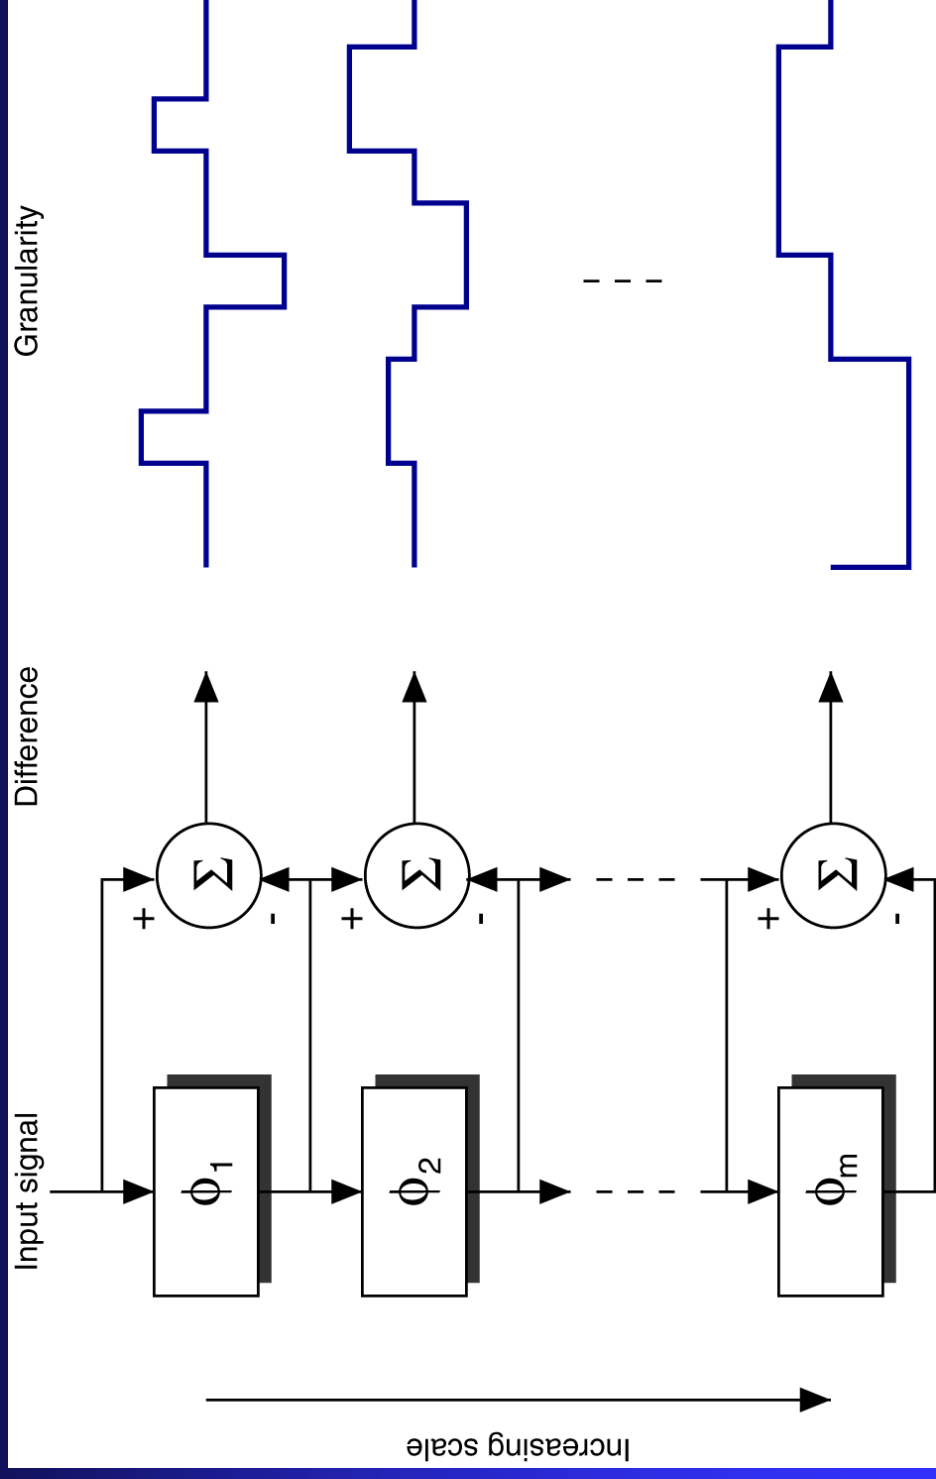 Input signal
Difference
Granularity
ϕ1
+
-
Σ
ϕ2
+
-
Σ
ϕm
+
-
Σ
Increasing scale